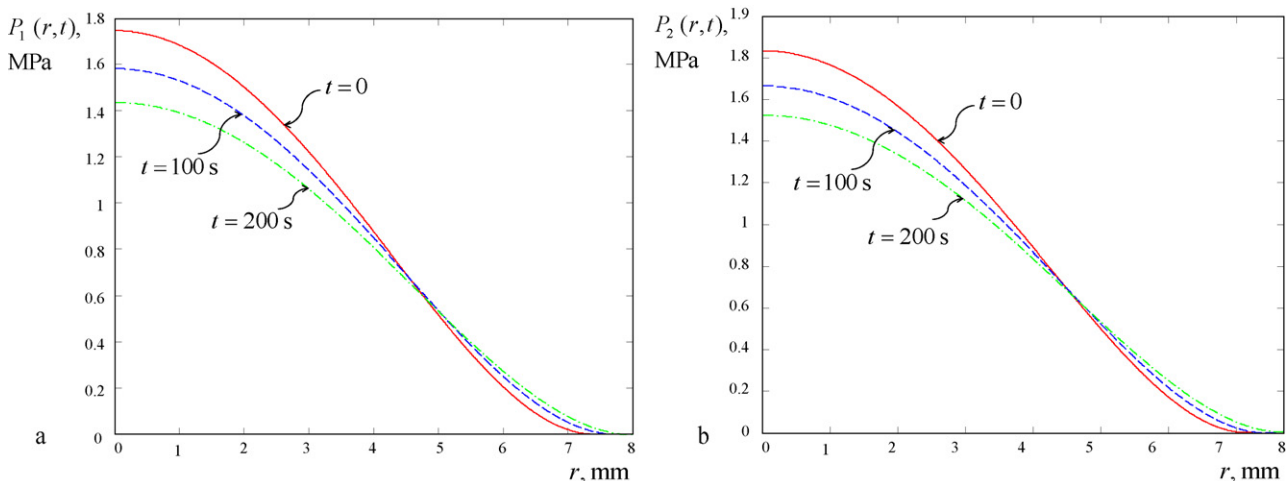 P₁(r,t),
MPa
1.8
1.6
1.4
1.2
1.0
0.8
0.6
0.4
0.2
0
0 1 2 3 4 5 6 7 8
r, mm
t = 0
t = 100 s
t = 200 s
a
P₂(r,t),
MPa
1.9
1.8
1.6
1.4
1.2
1
0.8
0.6
0.4
0.2
0
0 1 2 3 4 5 6 7 8
r, mm
t = 0
t = 100 s
t = 200 s
b